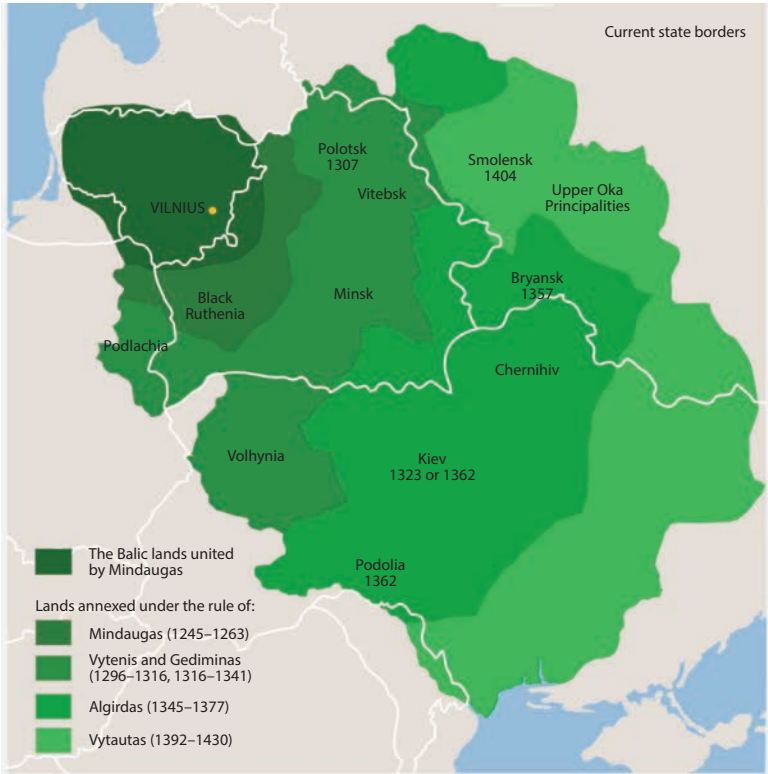 Current state borders
Polotsk
1307
Smolensk
1404
Vitebsk
Upper Oka
Principalities
VILNIUS
Bryansk
1357
Black
Ruthenia
Minsk
Podlachia
Chernihiv
Volhynia
Kiev
1323 or 1362
Podolia
1362
The Balic lands united
by Mindaugas
Lands annexed under the rule of:
Mindaugas (1245–1263)
Vytenis and Gediminas
(1296–1316, 1316–1341)
Algirdas (1345–1377)
Vytautas (1392–1430)